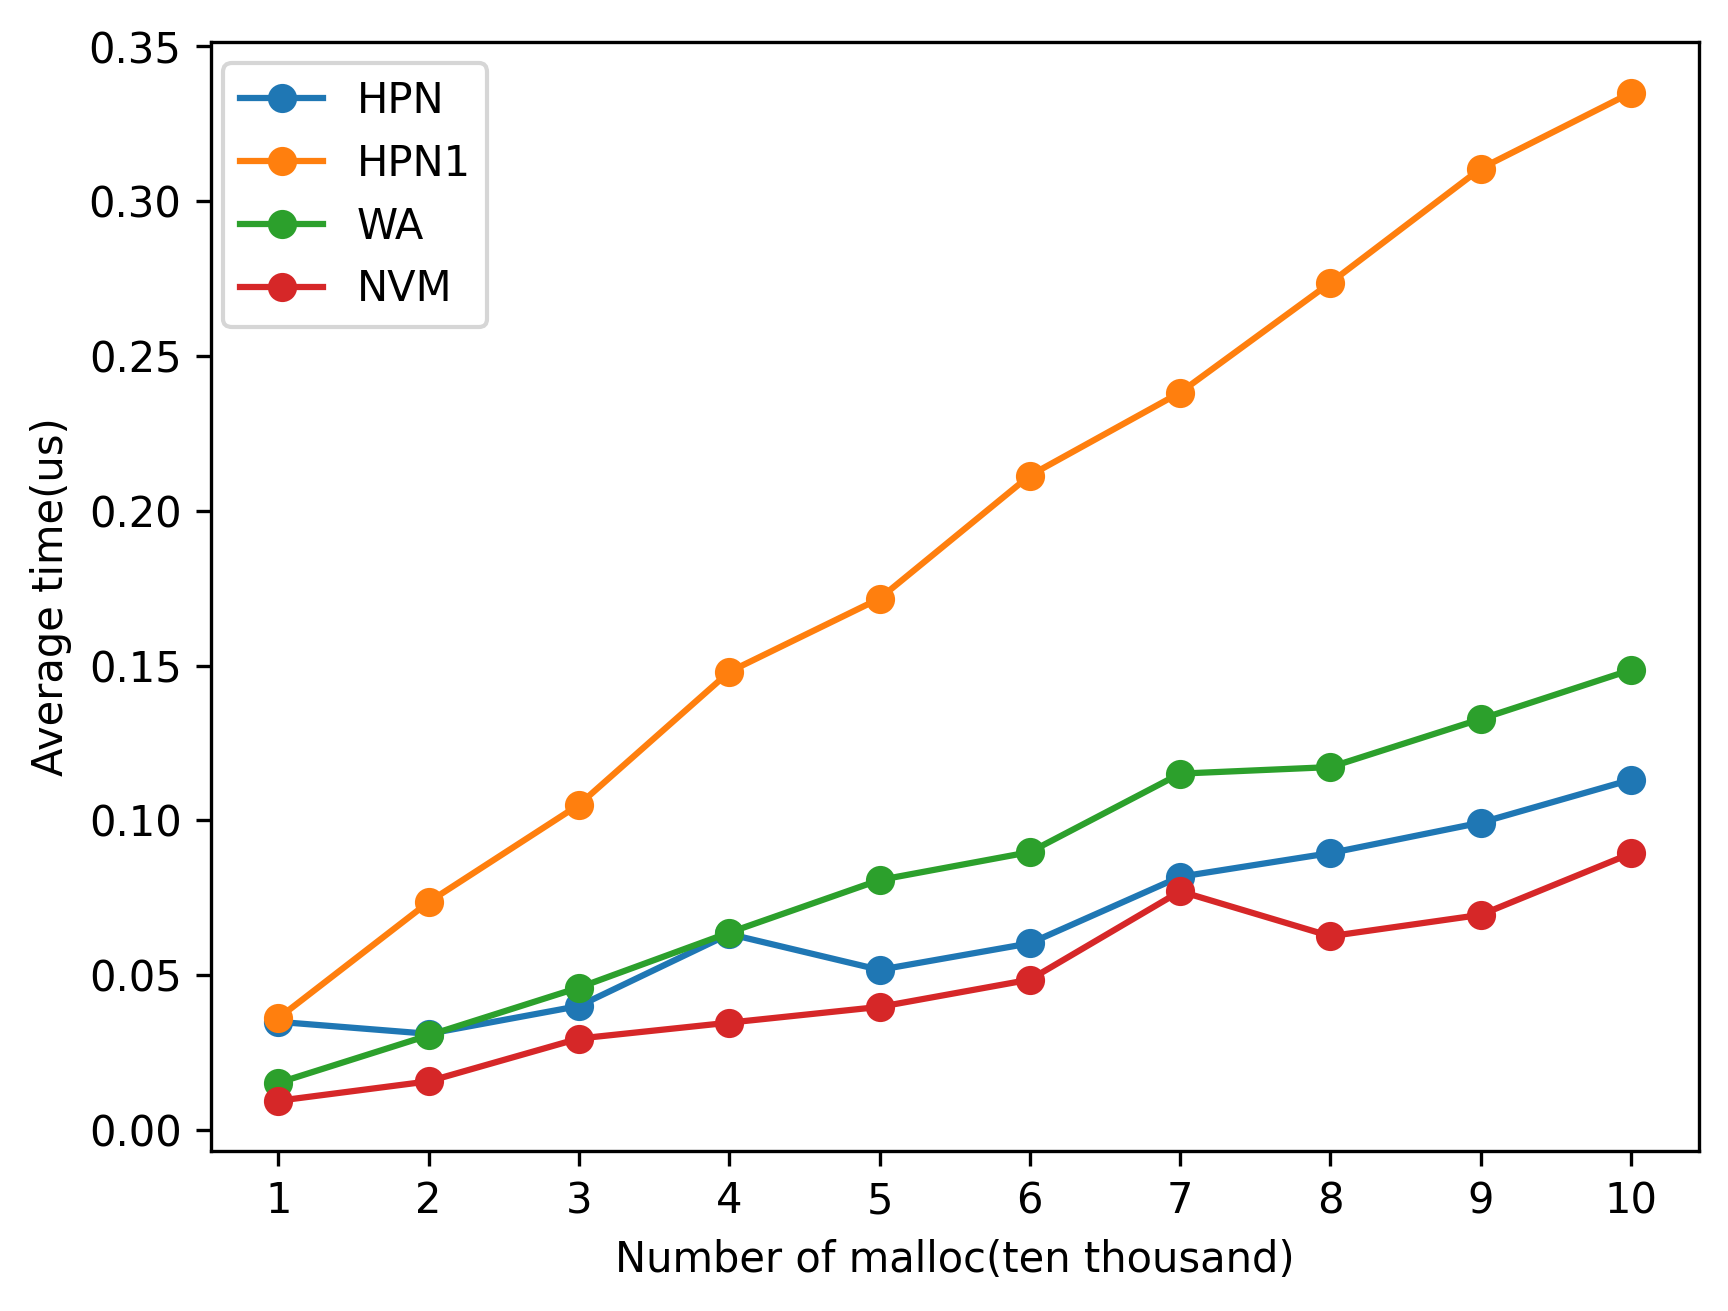 0.35
0.30
0.25
0.20
0.15
0.10
0.05
0.00
Average time(us)
HPN
HPN1
WA
NVM
1 2 3 4 5 6 7 8 9 10
Number of malloc(ten thousand)